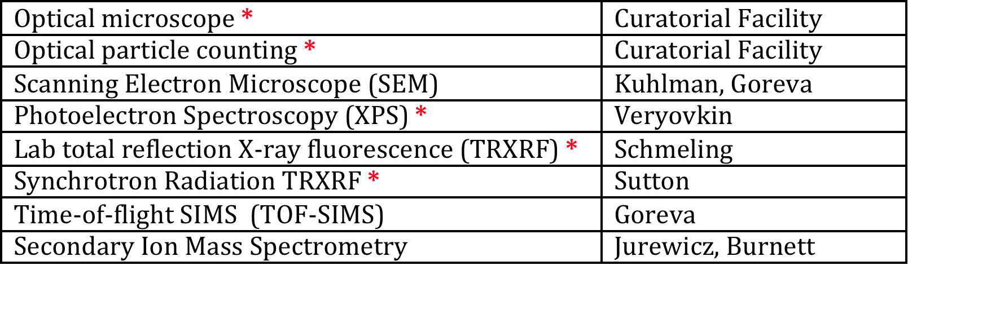 Optical microscope * Curatorial Facility
Optical particle counting * Curatorial Facility
Scanning Electron Microscope (SEM) Kuhlman, Goreva
Photoelectron Spectroscopy (XPS) * Veryovkin
Lab total reflection X-ray fluorescence (TRXRF) * Schmeling
Synchrotron Radiation TRXRF * Sutton
Time-of-flight SIMS (TOF-SIMS) Goreva
Secondary Ion Mass Spectrometry Jurewicz, Burnett